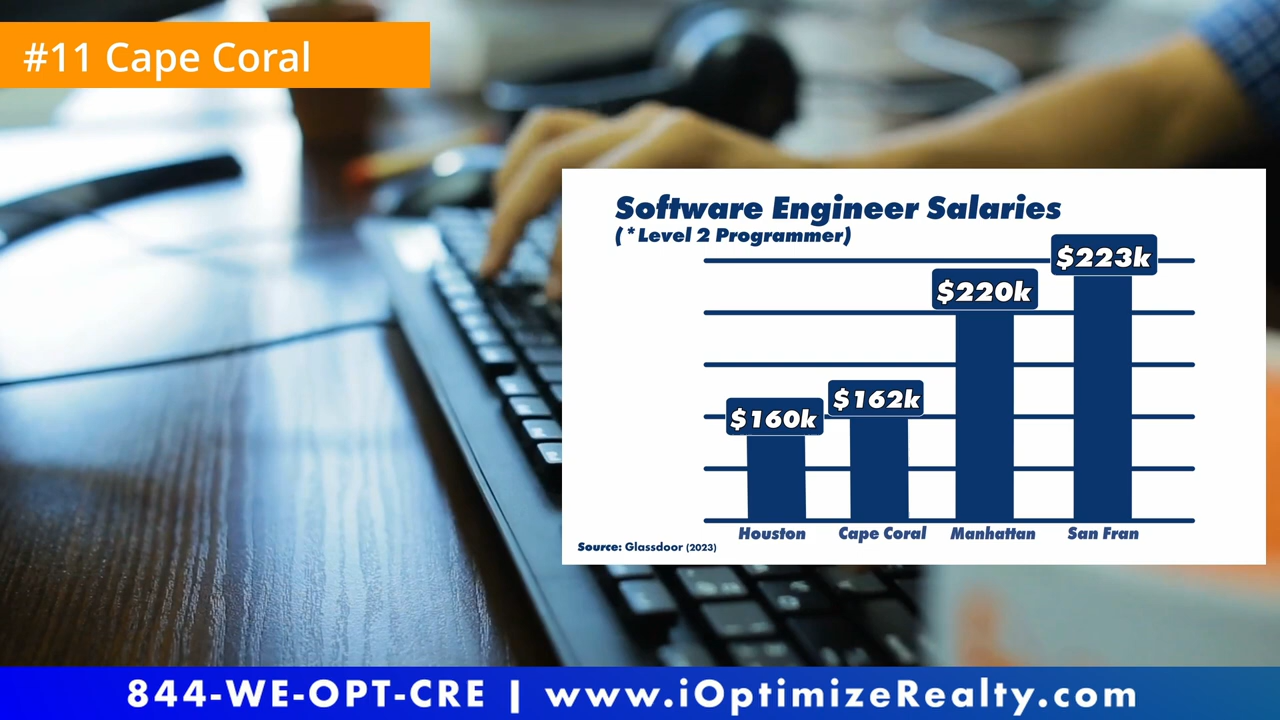 #11 Cape Coral
Software Engineer Salaries
(*Level 2 Programmer)
$223k
$220k
$162k
$160k
Houston Cape Coral Manhattan San Fran
Source: Glassdoor (2023)
844-WE-OPT-CRE | www.iOptimizeRealty.com